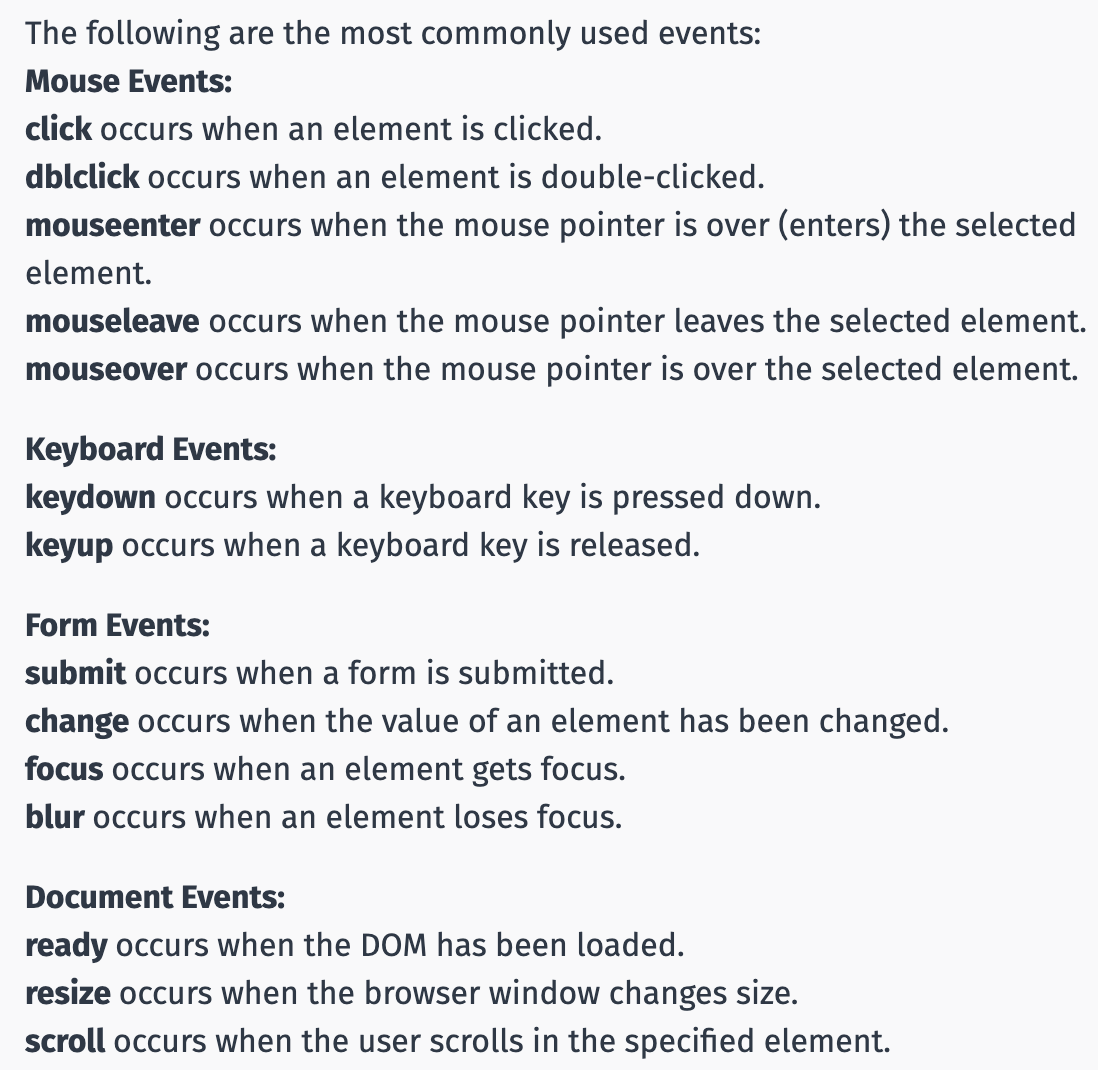 The following are the most commonly used events:
Mouse Events:
click occurs when an element is clicked.
dblclick occurs when an element is double-clicked.
mouseenter occurs when the mouse pointer is over (enters) the selected
element.
mouseleave occurs when the mouse pointer leaves the selected element.
mouseover occurs when the mouse pointer is over the selected element.
Keyboard Events:
keydown occurs when a keyboard key is pressed down.
keyup occurs when a keyboard key is released.
Form Events:
submit occurs when a form is submitted.
change occurs when the value of an element has been changed.
focus occurs when an element gets focus.
blur occurs when an element loses focus.
Document Events:
ready occurs when the DOM has been loaded.
resize occurs when the browser window changes size.
scroll occurs when the user scrolls in the specified element.